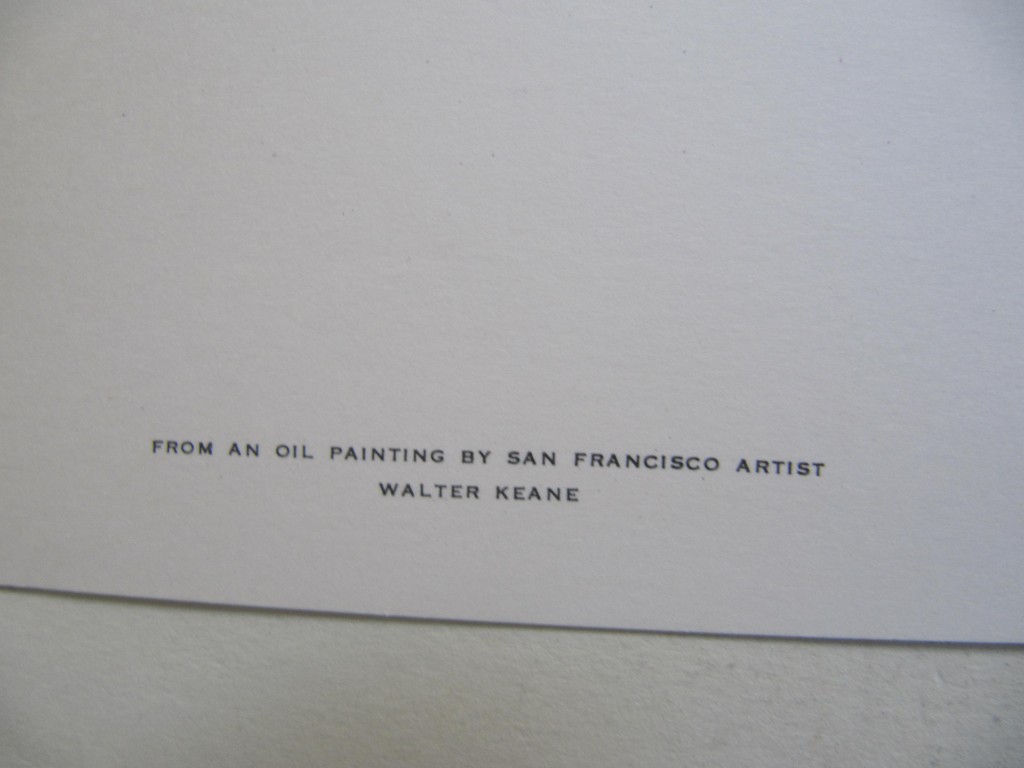 FROM AN OIL PAINTING BY SAN FRANCISCO ARTIST
WALTER KEANE